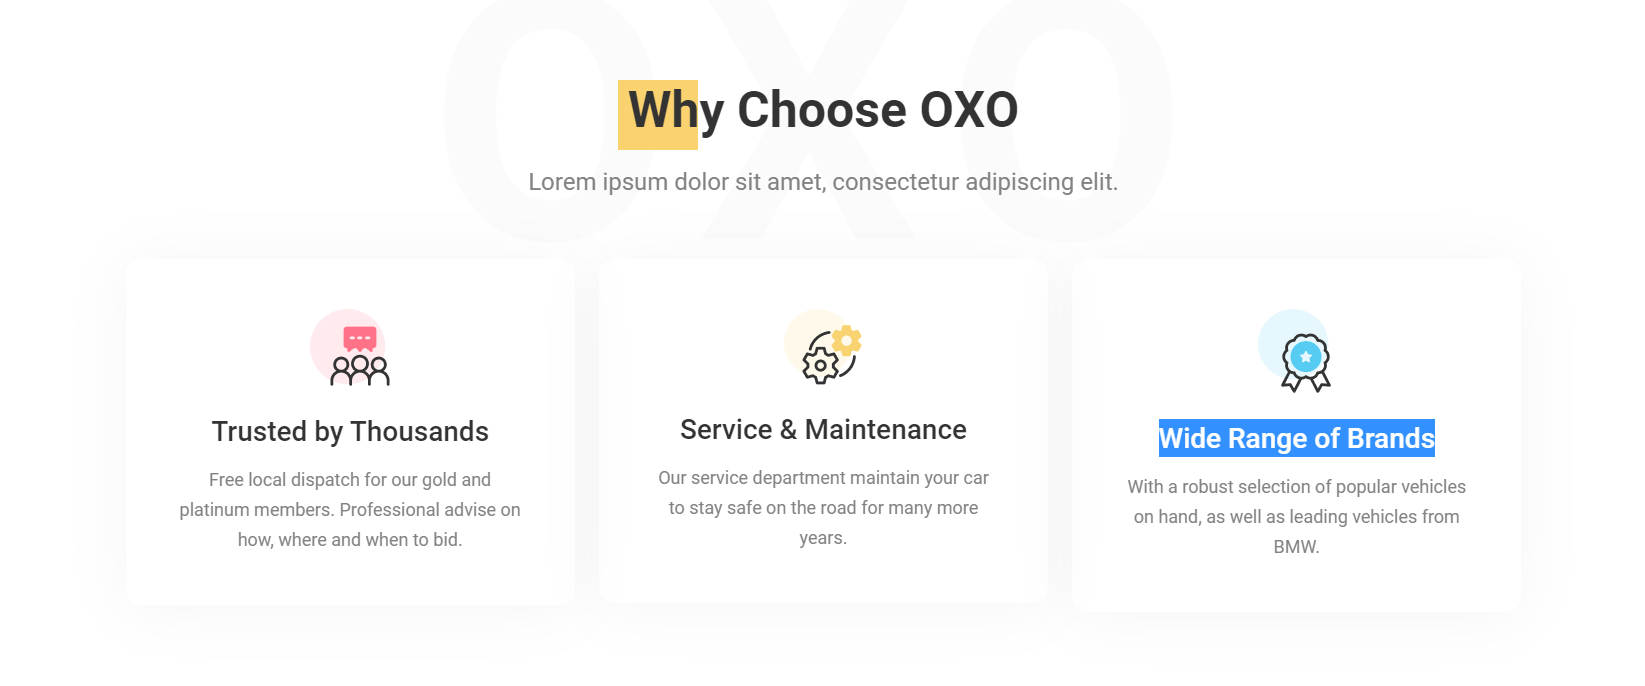 OXO
Why Choose OXO
Lorem ipsum dolor sit amet, consectetur adipiscing elit.
Trusted by Thousands
Free local dispatch for our gold and
platinum members. Professional advise on
how, where and when to bid.
Service & Maintenance
Our service department maintain your car
to stay safe on the road for many more
years.
Wide Range of Brands
With a robust selection of popular vehicles
on hand, as well as leading vehicles from
BMW.